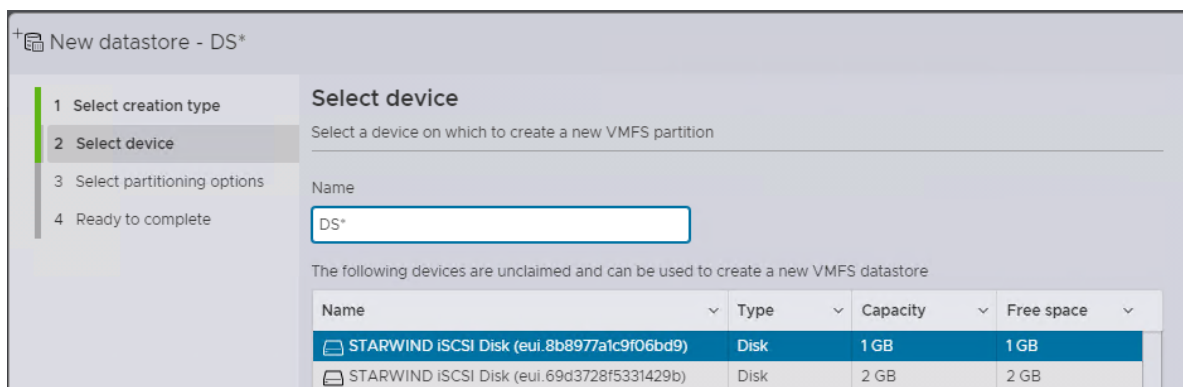 New datastore - DS*
1 Select creation type
2 Select device
3 Select partitioning options
4 Ready to complete
Select device
Select a device on which to create a new VMFS partition
Name
DS*
The following devices are unclaimed and can be used to create a new VMFS datastore
Name Type Capacity Free space
STARWIND iSCSI Disk (eui.8b8977a1c9f06bd9) Disk 1 GB 1 GB
STARWIND iSCSI Disk (eui.69d3728f5331429b) Disk 2 GB 2 GB